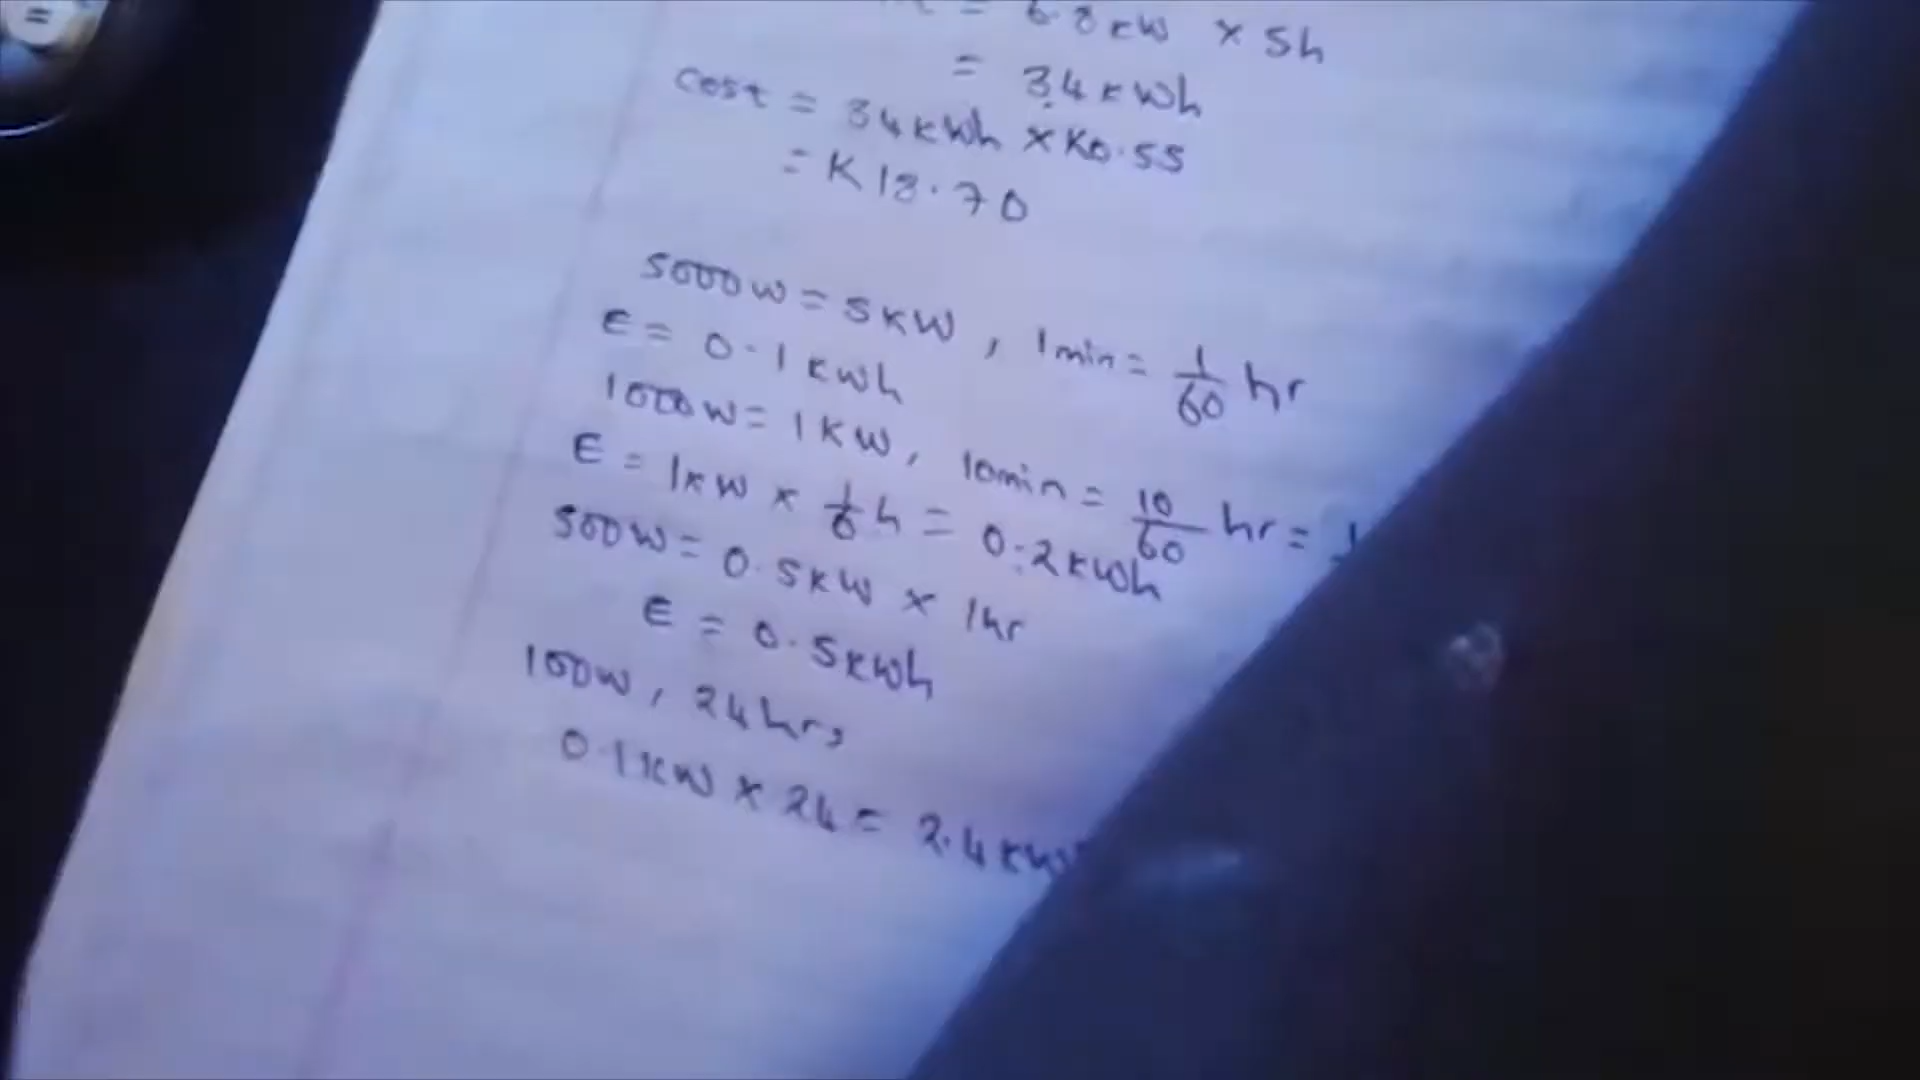 = 6.8kW × 5h
= 34kWh
Cost = 34kWh × K0.55
= K18.70
5000W = 5KW, 1min = 1/60 hr
E = 0.1kWh
1000W = 1KW, 10min = 10/60 hr =
E = 1KW × 1/6 h = 0.2kWh
500W = 0.5KW × 1hr
E = 0.5kWh
100W, 24hrs
0.1KW × 24 = 2.4kW